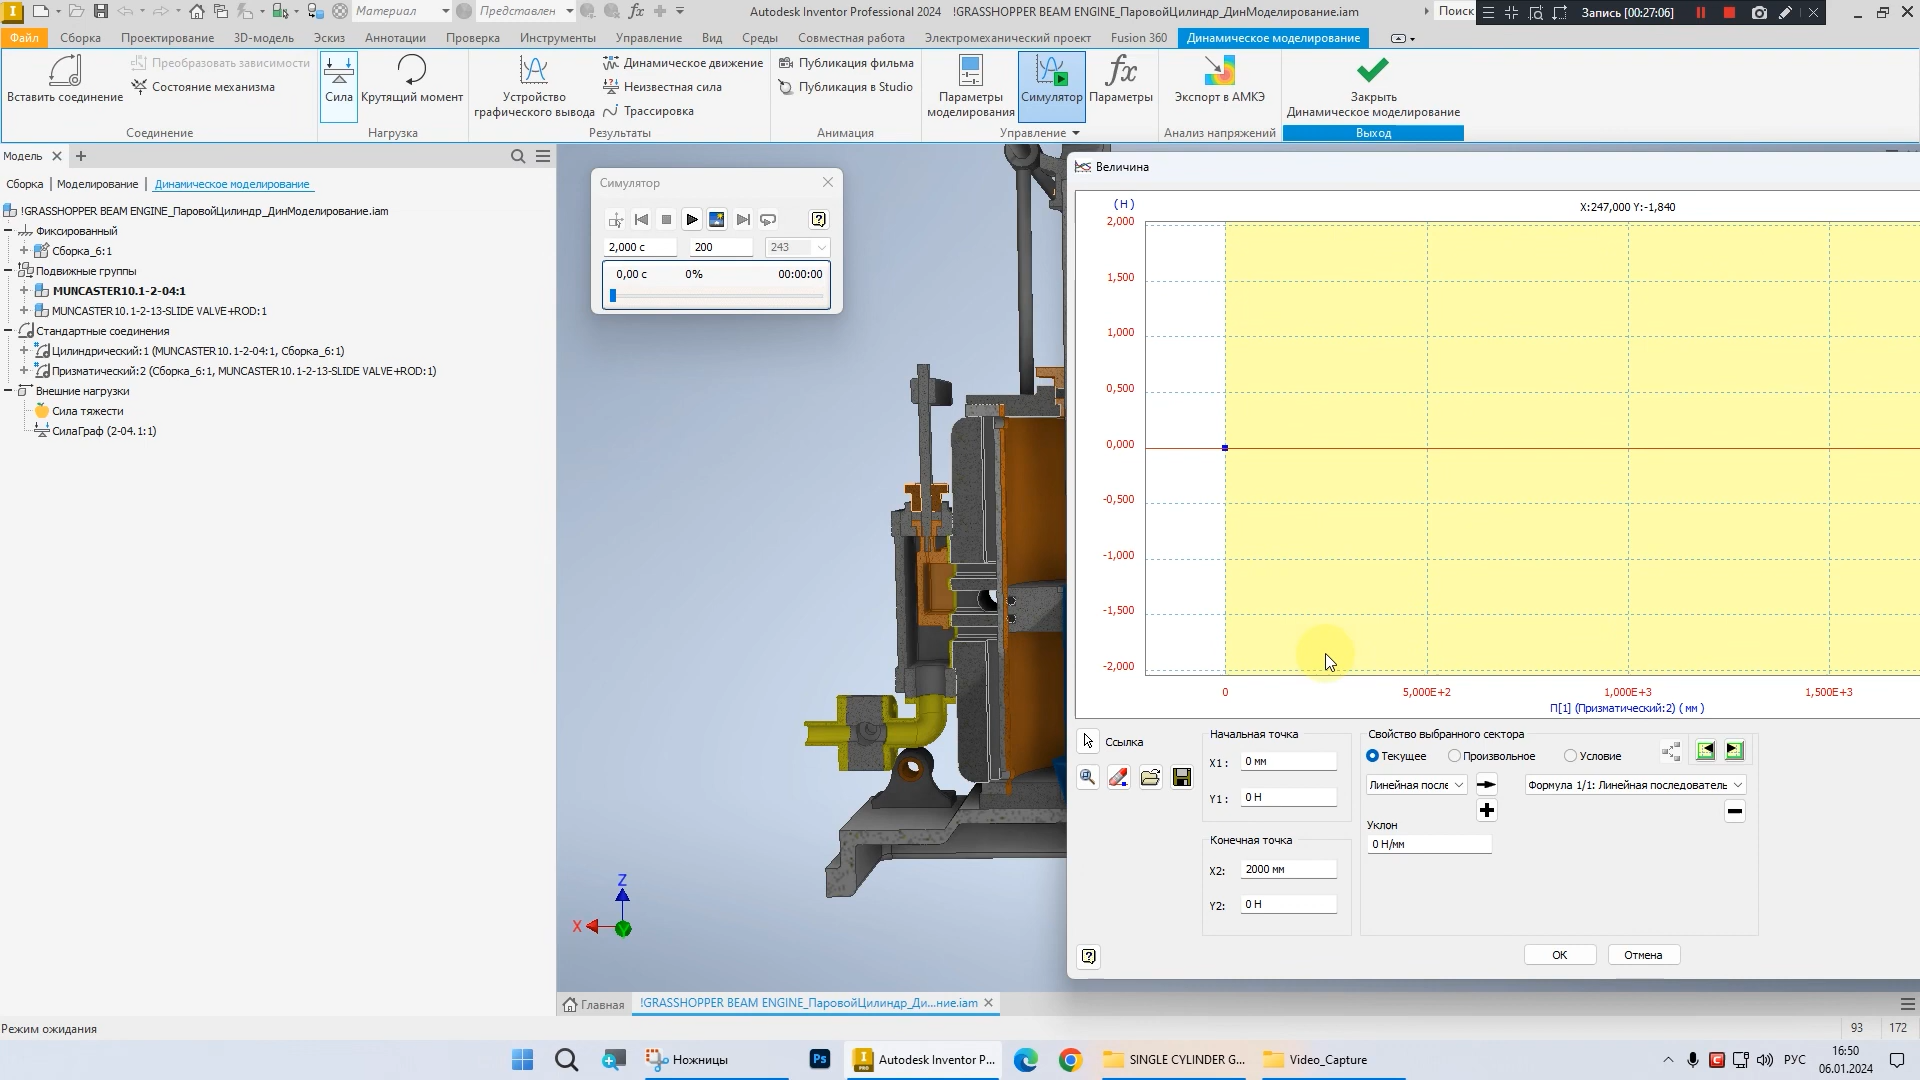 Материал
Представлен
Autodesk Inventor Professional 2024
!GRASSHOPPER BEAM ENGINE_ПаровойЦилиндр_ДинМоделирование.iam
Поиск
Запись [00:27:06]
Файл
Сборка
Проектирование
3D-модель
Эскиз
Аннотации
Проверка
Инструменты
Управление
Вид
Среды
Совместная работа
Электромеханический проект
Fusion 360
Динамическое моделирование
Вставить соединение
Преобразовать зависимости
Состояние механизма
Соединение
Сила
Крутящий момент
Нагрузка
Устройство
графического вывода
Динамическое движение
Неизвестная сила
Трассировка
Результаты
Публикация фильма
Публикация в Studio
Анимация
Параметры
моделирования
Симулятор
Параметры
Управление
Экспорт в АМКЭ
Анализ напряжений
Закрыть
Динамическое моделирование
Выход
Модель
Сборка
Моделирование
Динамическое моделирование
!GRASSHOPPER BEAM ENGINE_ПаровойЦилиндр_ДинМоделирование.iam
Фиксированный
Сборка_6:1
Подвижные группы
MUNCASTER10.1-2-04:1
MUNCASTER10.1-2-13-SLIDE VALVE+ROD:1
Стандартные соединения
Цилиндрический:1 (MUNCASTER10.1-2-04:1, Сборка_6:1)
Призматический:2 (Сборка_6:1, MUNCASTER10.1-2-13-SLIDE VALVE+ROD:1)
Внешние нагрузки
Сила тяжести
СилаГраф (2-04.1:1)
Симулятор
2,000 с
200
243
0,00 с
0%
00:00:00
Z
X
Y
Величина
(Н)
X:247,000 Y:-1,840
2,000
1,500
1,000
0,500
0,000
-0,500
-1,000
-1,500
-2,000
0
5,000E+2
1,000E+3
1,500E+3
П[1] (Призматический:2) ( мм )
Ссылка
Начальная точка
X1:
0 мм
Y1:
0 Н
Конечная точка
X2:
2000 мм
Y2:
0 Н
Свойство выбранного сектора
Текущее
Произвольное
Условие
Линейная после
Формула 1/1: Линейная последователь
Уклон
0 Н/мм
OK
Отмена
Главная
!GRASSHOPPER BEAM ENGINE_ПаровойЦилиндр_Ди...ние.iam
Режим ожидания
93
172
Ножницы
Ps
Autodesk Inventor P...
SINGLE CYLINDER G...
Video_Capture
РУС
16:50
06.01.2024